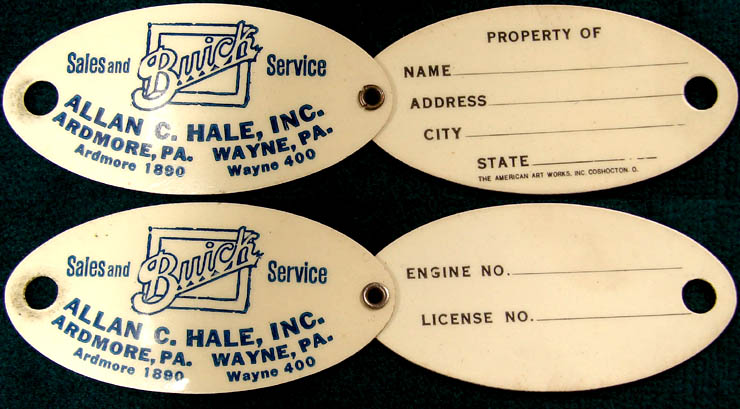 Sales and Buick Service
ALLAN C. HALE, INC.
ARDMORE, PA. WAYNE, PA.
Ardmore 1890 Wayne 400
PROPERTY OF
NAME
ADDRESS
CITY
STATE
THE AMERICAN ART WORKS, INC. COSHOCTON, O.
Sales and Buick Service
ALLAN C. HALE, INC.
ARDMORE, PA. WAYNE, PA.
Ardmore 1890 Wayne 400
ENGINE NO.
LICENSE NO.